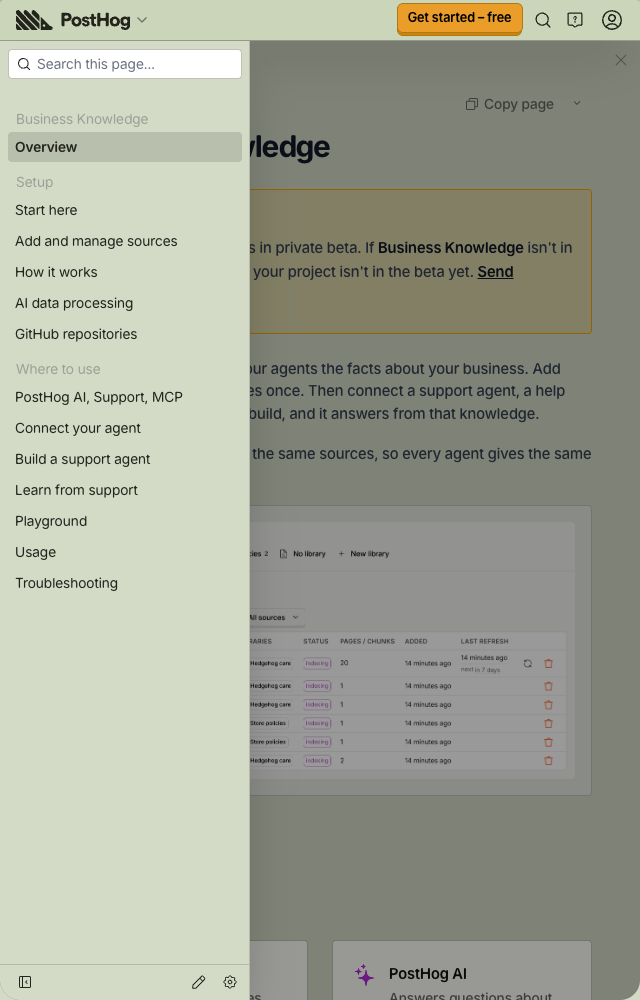 PostHog
Get started – free
Search this page...
Business Knowledge
Overview
Setup
Start here
Add and manage sources
How it works
AI data processing
GitHub repositories
Where to use
PostHog AI, Support, MCP
Connect your agent
Build a support agent
Learn from support
Playground
Usage
Troubleshooting
Copy page
ledge
s in private beta. If Business Knowledge isn't in
your project isn't in the beta yet. Send
our agents the facts about your business. Add
es once. Then connect a support agent, a help
build, and it answers from that knowledge.
the same sources, so every agent gives the same
cies 2 No library + New library
All sources
RARIES STATUS PAGES / CHUNKS ADDED LAST REFRESH
Hedgehog care Indexing 20 14 minutes ago 14 minutes ago
next in 7 days
Hedgehog care Indexing 1 14 minutes ago
Hedgehog care Indexing 1 14 minutes ago
Store policies Indexing 1 14 minutes ago
Store policies Indexing 1 14 minutes ago
Hedgehog care Indexing 2 14 minutes ago
PostHog AI
Answers questions about